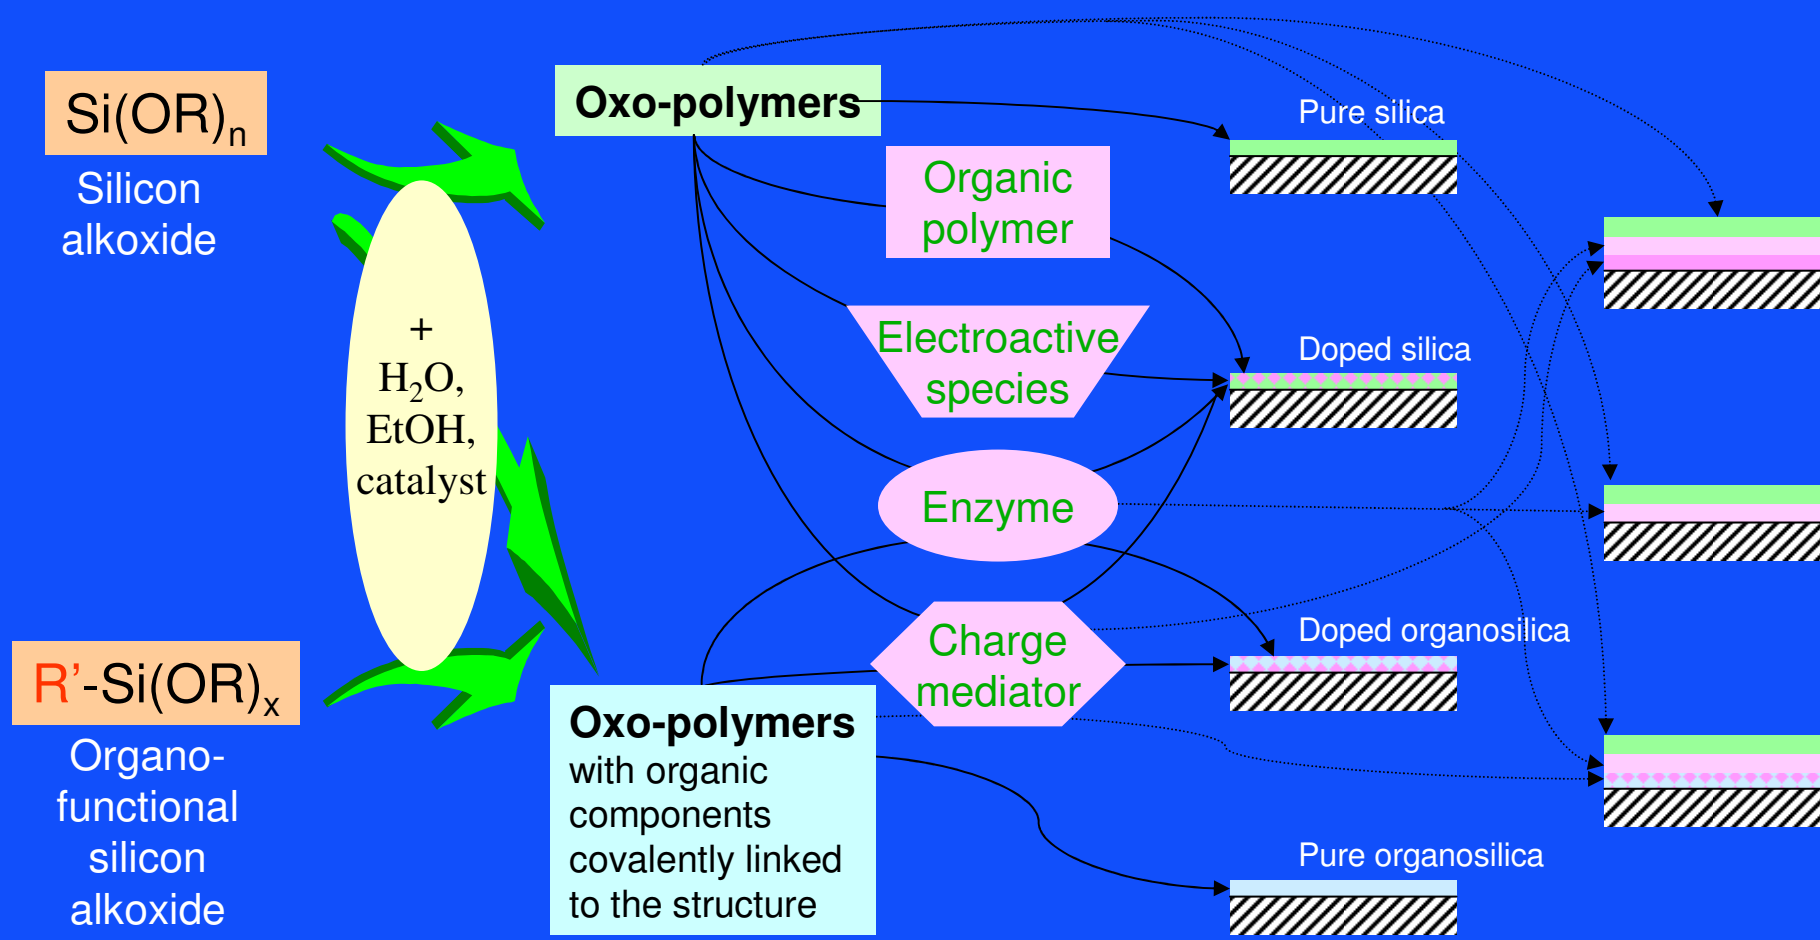 Si(OR)n
Silicon
alkoxide
+
H2O,
EtOH,
catalyst
R’-Si(OR)x
Organo-
functional
silicon
alkoxide
Oxo-polymers
Organic
polymer
Electroactive
species
Enzyme
Charge
mediator
Oxo-polymers
with organic
components
covalently linked
to the structure
Pure silica
Doped silica
Doped organosilica
Pure organosilica